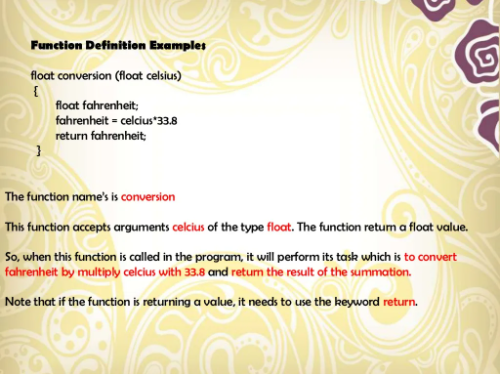 Function Definition Examples
float conversion (float celsius)
{
float fahrenheit;
fahrenheit = celcius*33.8
return fahrenheit;
}
The function name's is conversion
This function accepts arguments celcius of the type float. The function return a float value.
So, when this function is called in the program, it will perform its task which is to convert
fahrenheit by multiply celcius with 33.8 and return the result of the summation.
Note that if the function is returning a value, it needs to use the keyword return.